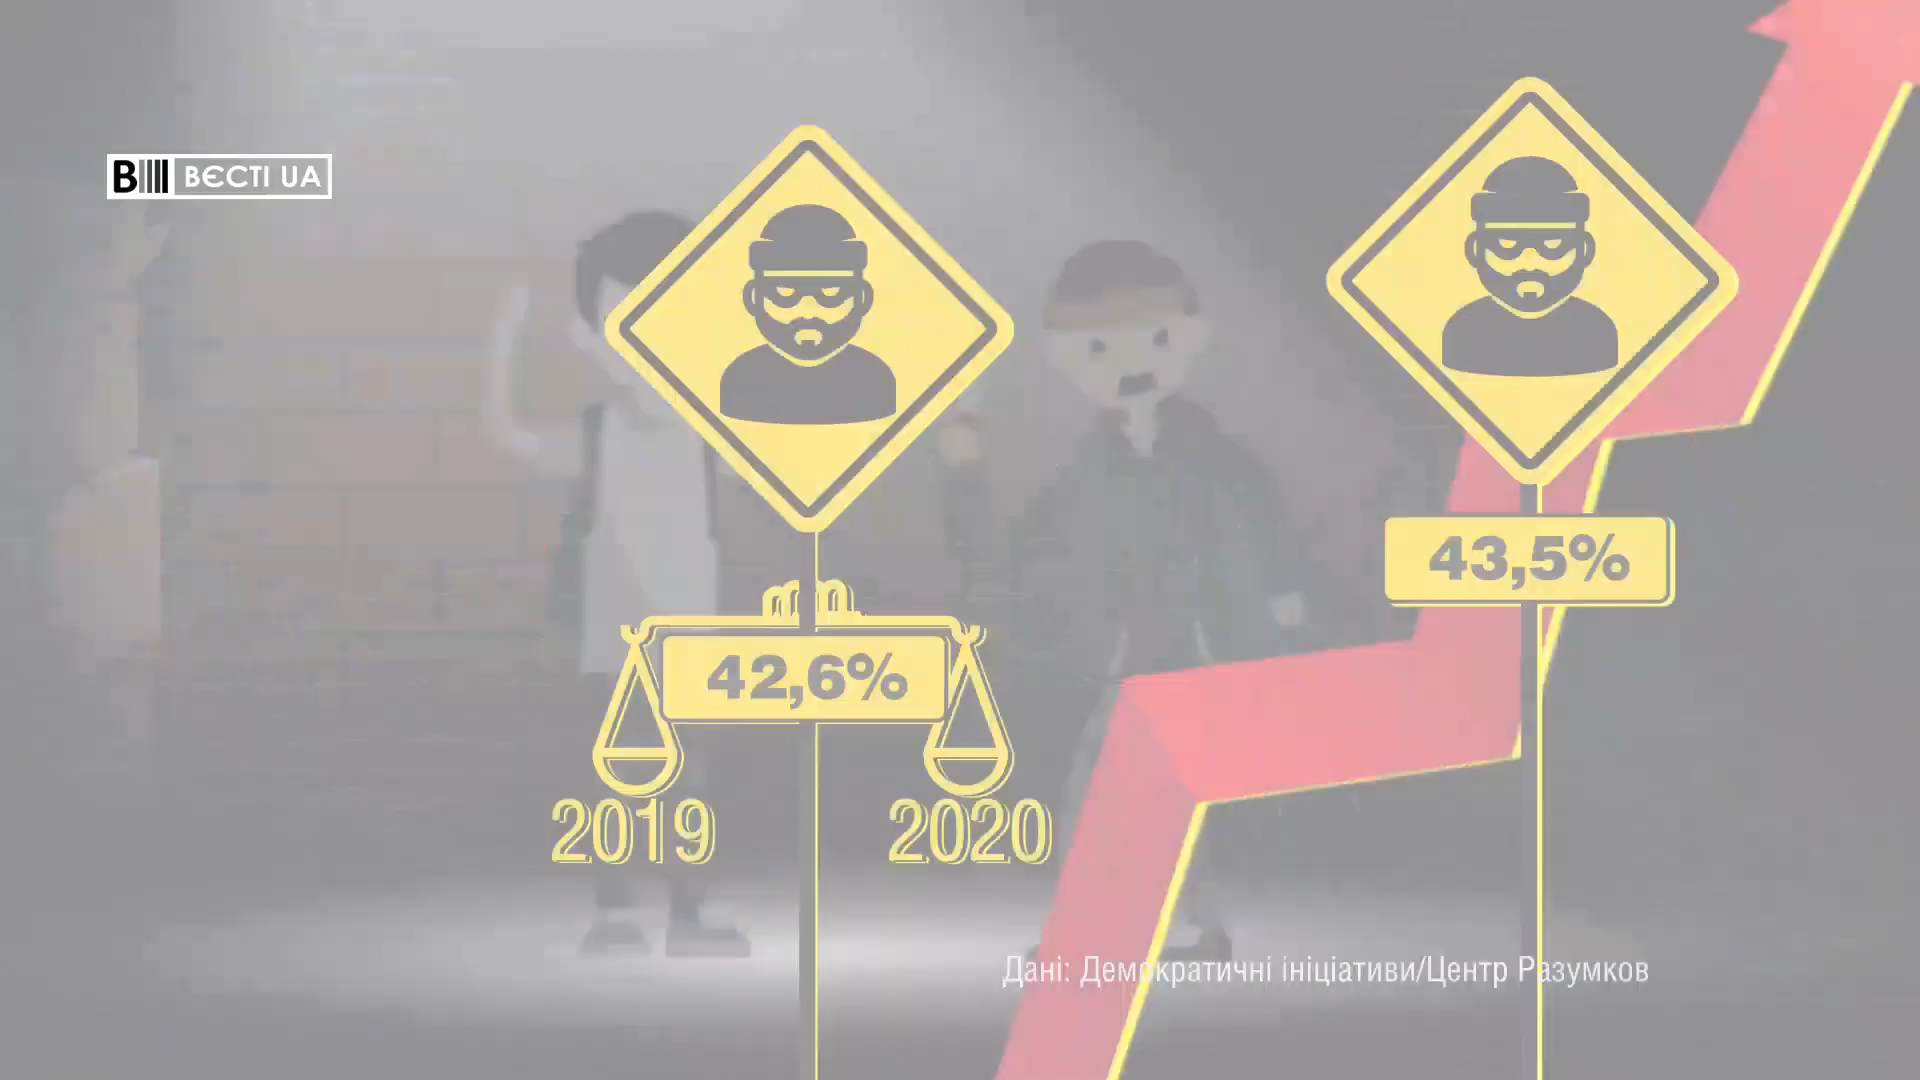 В ВЄСТІ UA
43,5%
42,6%
2019 2020
Дані: Демократичні ініціативи/Центр Разумков